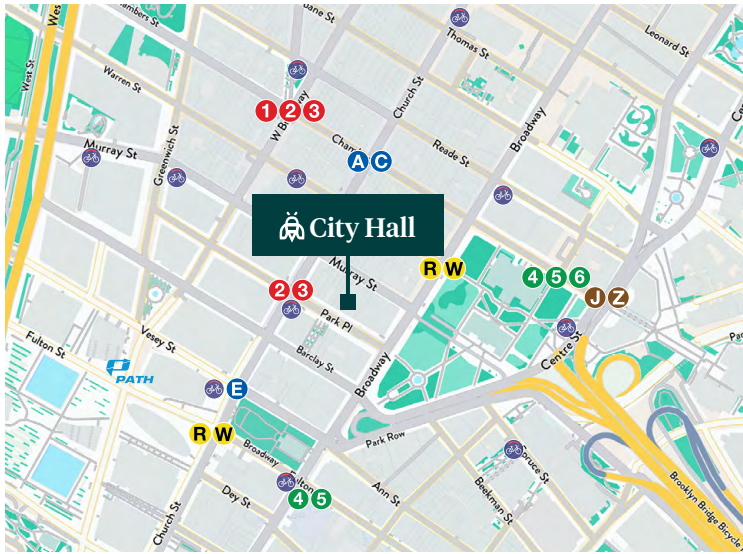 Duane St
Chambers St
Thomas St
Leonard St
West St
Warren St
Church St
1 2 3
W Broadway
Broadway
Murray St
Greenwich St
A C
Reade St
City Hall
Murray St
R W
4 5 6
2 3
J Z
Park Pl
Vesey St
Fulton St
Barclay St
Centre St
PATH
Broadway
E
R W
Park Row
Broadway
Fulton
Spruce St
Ann St
Beekman St
Dey St
4 5
Church St
Brooklyn Bridge Bicycle